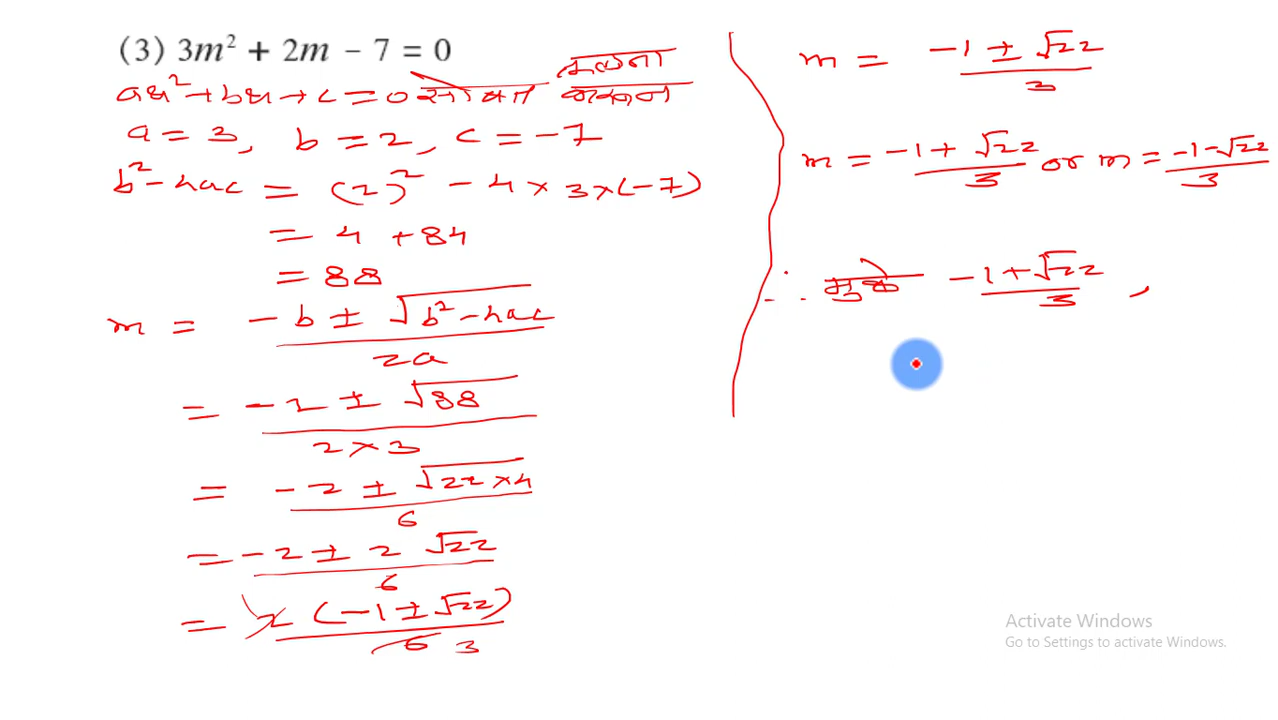 (3) 3m² + 2m − 7 = 0
ax² + bx + c = 0
a = 3, b = 2, c = −7
b² − 4ac = (2)² − 4 × 3 × (−7)
= 4 + 84
= 88
m = (−b ± √(b² − 4ac)) / 2a
= (−2 ± √88) / (2 × 3)
= (−2 ± √(22 × 4)) / 6
= (−2 ± 2 √22) / 6
= 2 (−1 ± √22) / 6 3
m = (−1 ± √22) / 3
m = (−1 + √22) / 3 or m = (−1 − √22) / 3
∴ मुळे (−1 + √22) / 3 ,
Activate Windows
Go to Settings to activate Windows.